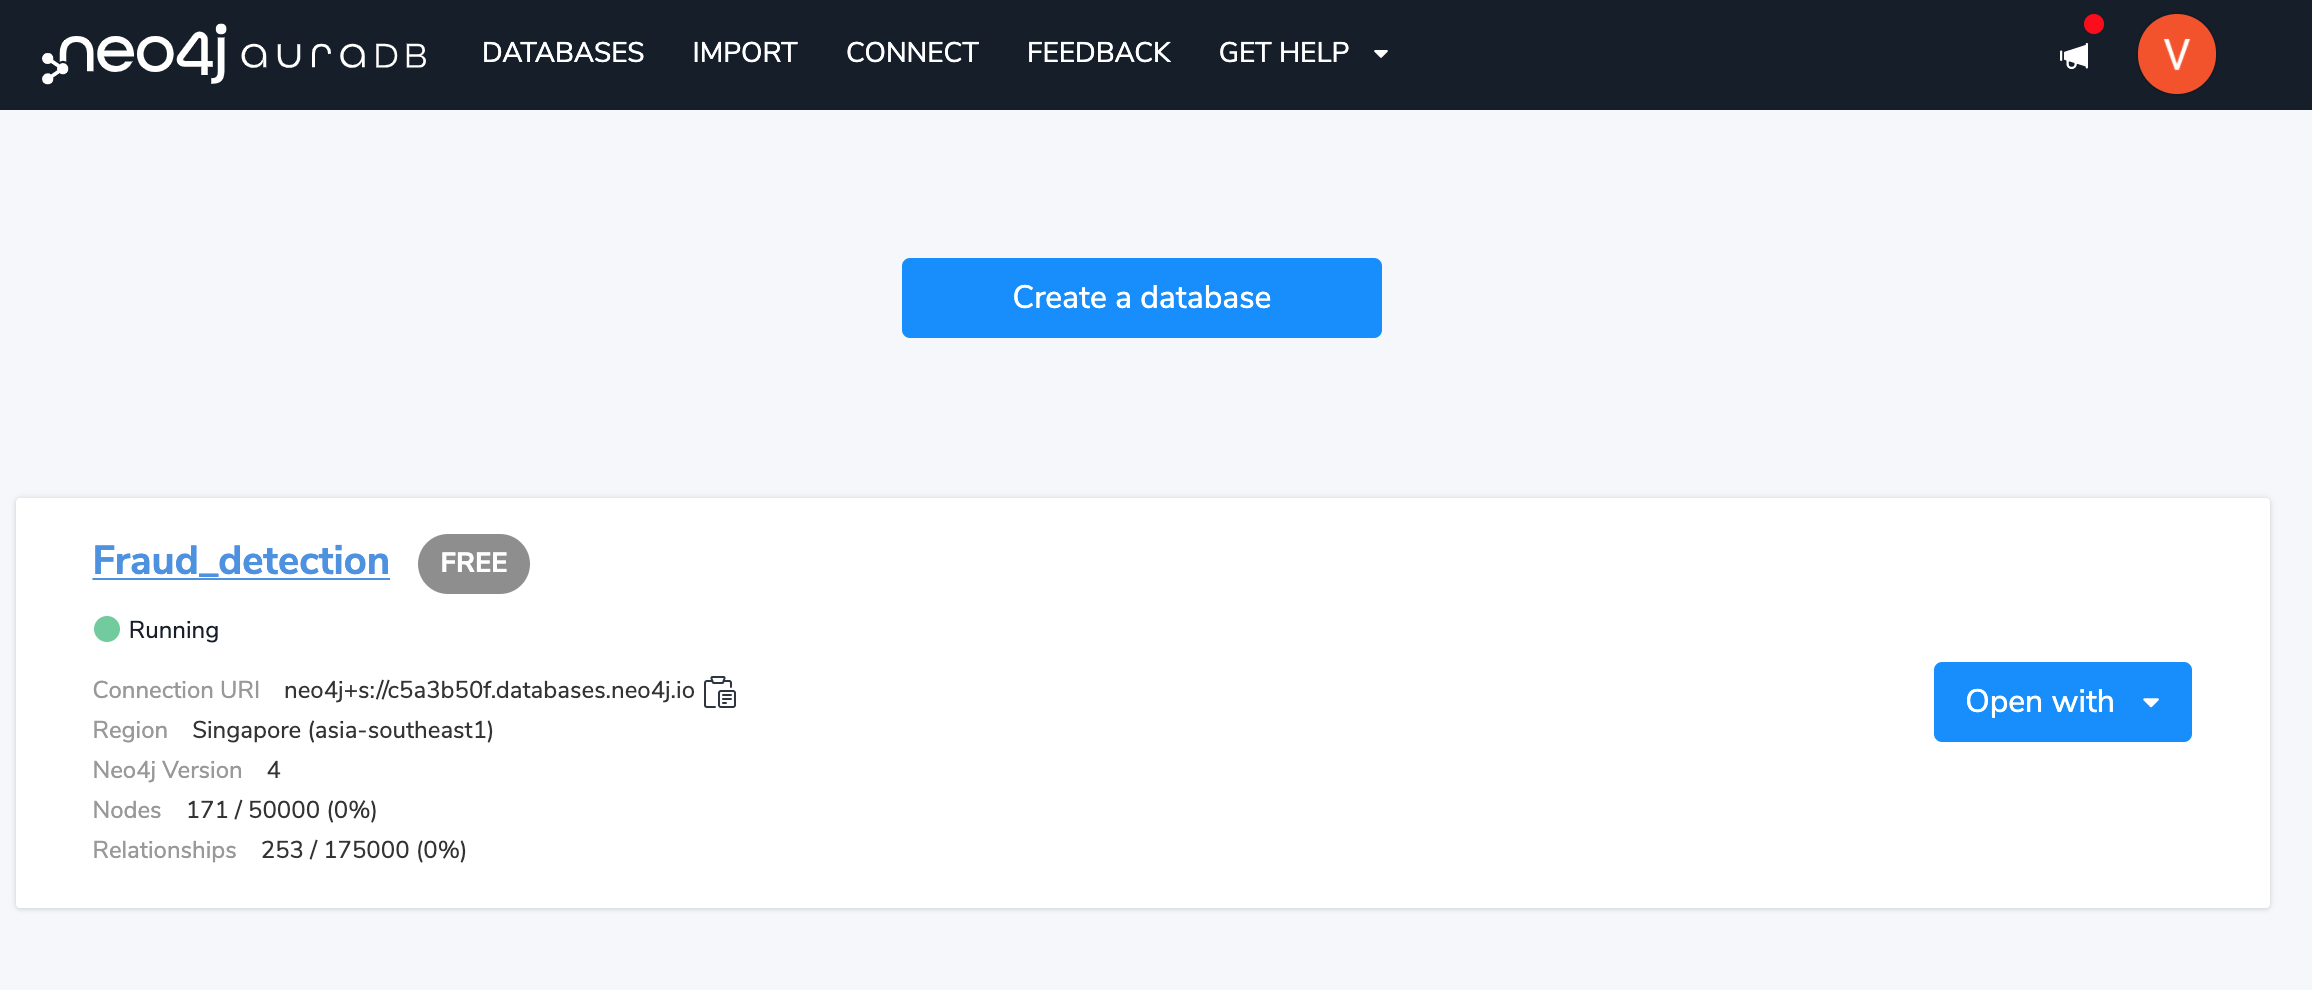 neo4j auraDB DATABASES IMPORT CONNECT FEEDBACK GET HELP V
Create a database
Fraud_detection FREE
Running
Connection URI neo4j+s://c5a3b50f.databases.neo4j.io
Open with
Region Singapore (asia-southeast1)
Neo4j Version 4
Nodes 171 / 50000 (0%)
Relationships 253 / 175000 (0%)